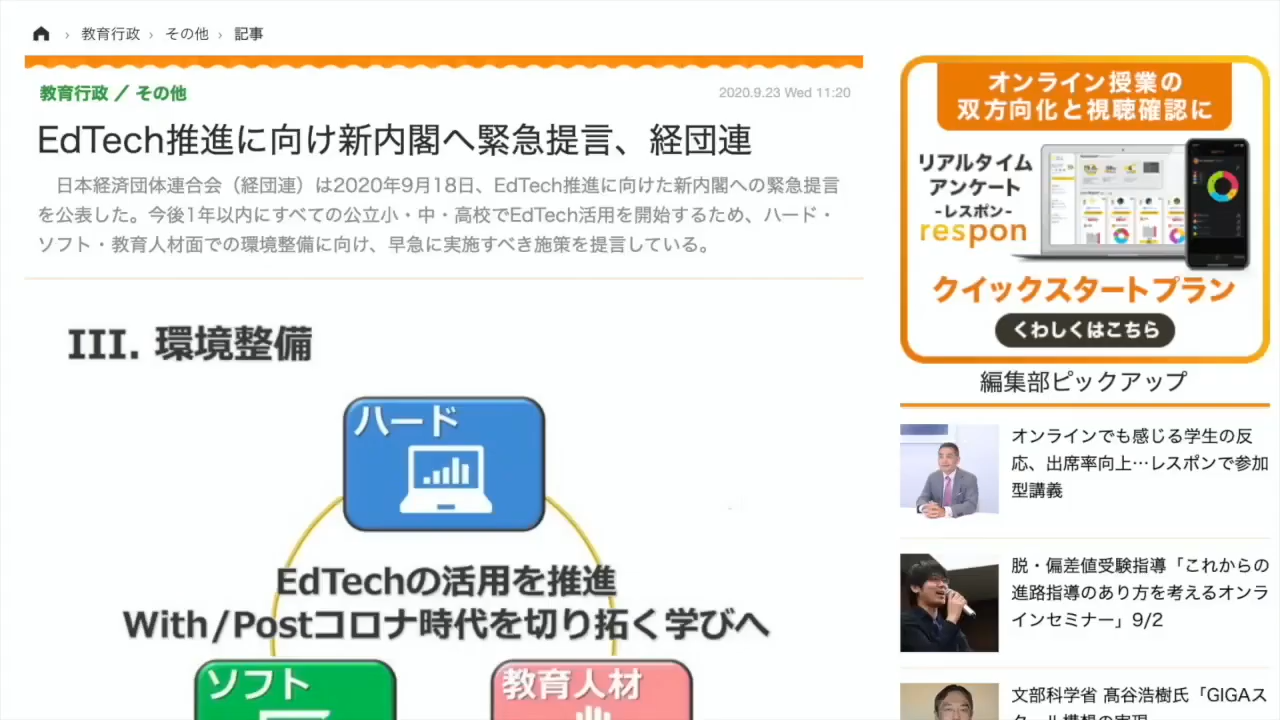 教育行政 › その他 › 記事
教育行政 ／ その他
2020.9.23 Wed 11:20
EdTech推進に向け新内閣へ緊急提言、経団連
日本経済団体連合会（経団連）は2020年9月18日、EdTech推進に向けた新内閣への緊急提言
を公表した。今後1年以内にすべての公立小・中・高校でEdTech活用を開始するため、ハード・
ソフト・教育人材面での環境整備に向け、早急に実施すべき施策を提言している。
III. 環境整備
ハード
EdTechの活用を推進
With/Postコロナ時代を切り拓く学びへ
ソフト
教育人材
オンライン授業の
双方向化と視聴確認に
リアルタイム
アンケート
-レスポン-
respon
クイックスタートプラン
くわしくはこちら
編集部ピックアップ
オンラインでも感じる学生の反
応、出席率向上…レスポンで参加
型講義
脱・偏差値受験指導「これからの
進路指導のあり方を考えるオンラ
インセミナー」9/2
文部科学省 髙谷浩樹氏「GIGAス
クール構想の実現